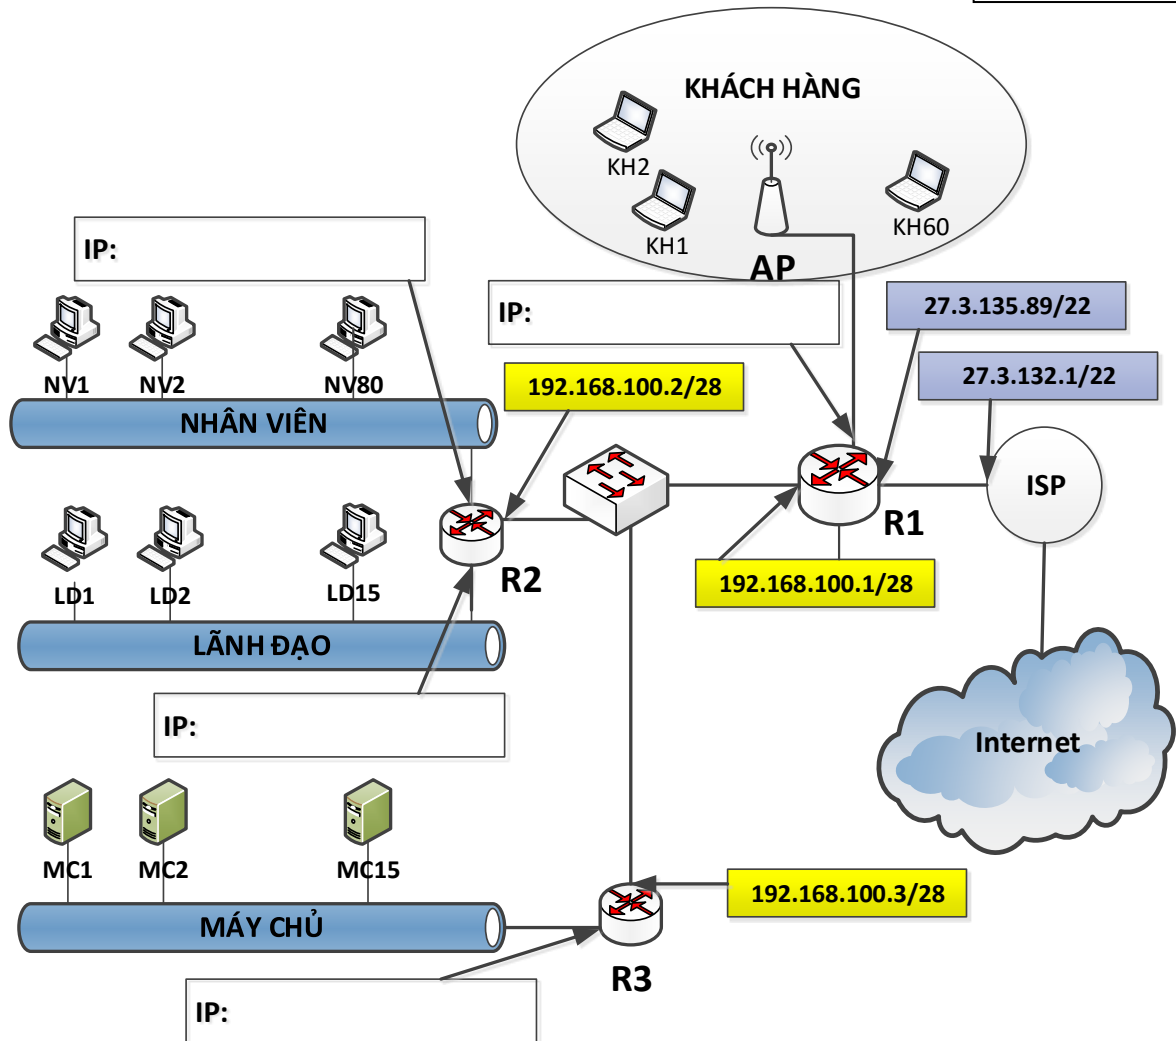 KHÁCH HÀNG
KH2
KH1
KH60
AP
IP:
IP:
27.3.135.89/22
27.3.132.1/22
NV1
NV2
NV80
192.168.100.2/28
NHÂN VIÊN
ISP
R1
LD1
LD2
LD15
R2
192.168.100.1/28
LÃNH ĐẠO
IP:
Internet
MC1
MC2
MC15
192.168.100.3/28
MÁY CHỦ
R3
IP: